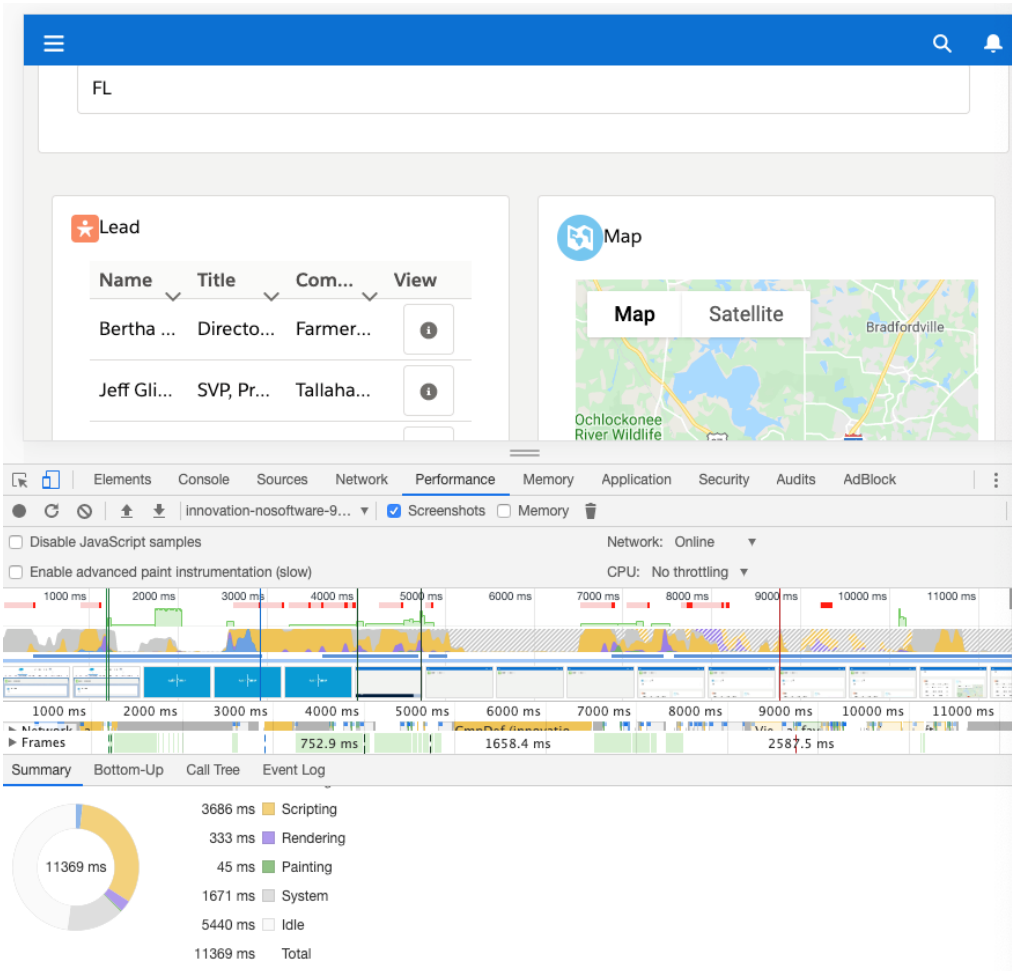 FL
Lead
Map
Name Title Com... View
Map Satellite
Bradfordville
Bertha ... Directo... Farmer...
Jeff Gli... SVP, Pr... Tallaha...
Ochlockonee
River Wildlife
Elements Console Sources Network Performance Memory Application Security Audits AdBlock
innovation-nosoftware-9... Screenshots Memory
Disable JavaScript samples Network: Online
Enable advanced paint instrumentation (slow) CPU: No throttling
1000 ms 2000 ms 3000 ms 4000 ms 5000 ms 6000 ms 7000 ms 8000 ms 9000 ms 10000 ms 11000 ms
1000 ms 2000 ms 3000 ms 4000 ms 5000 ms 6000 ms 7000 ms 8000 ms 9000 ms 10000 ms 11000 ms
Network
Frames 752.9 ms 1658.4 ms 2587.5 ms
Summary Bottom-Up Call Tree Event Log
3686 ms Scripting
333 ms Rendering
45 ms Painting
11369 ms
1671 ms System
5440 ms Idle
11369 ms Total